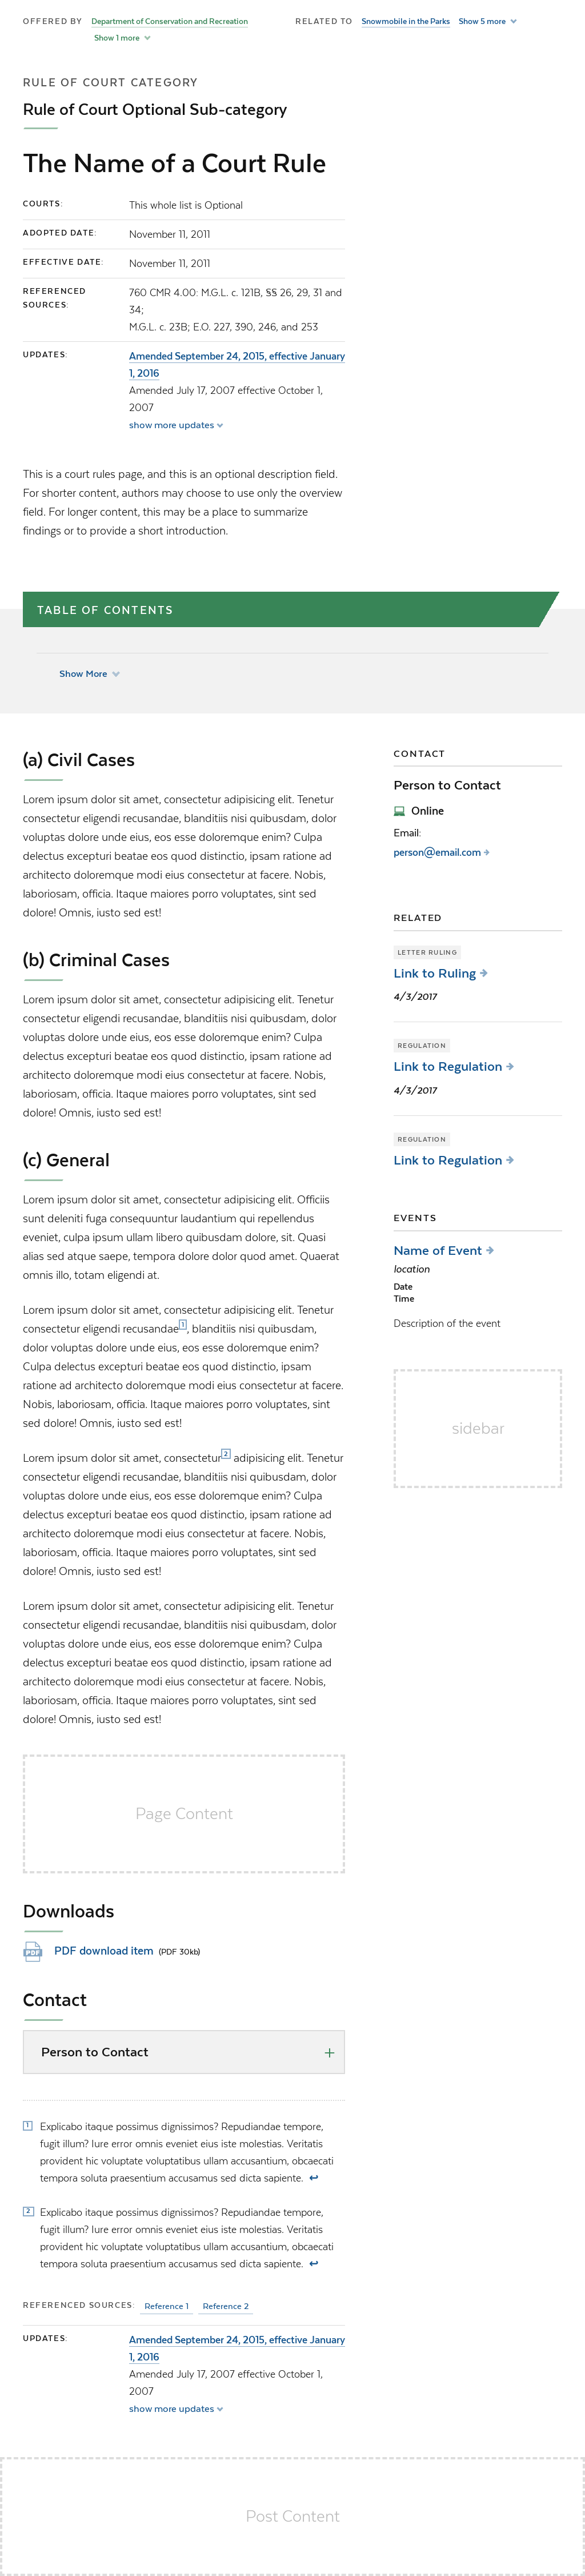 OFFERED BY Department of Conservation and Recreation
Show 1 more
RELATED TO Snowmobile in the Parks Show 5 more
RULE OF COURT CATEGORY
Rule of Court Optional Sub-category
The Name of a Court Rule
COURTS: This whole list is Optional
ADOPTED DATE: November 11, 2011
EFFECTIVE DATE: November 11, 2011
REFERENCED
SOURCES:
760 CMR 4.00: M.G.L. c. 121B, §§ 26, 29, 31 and
34;
M.G.L. c. 23B; E.O. 227, 390, 246, and 253
UPDATES: Amended September 24, 2015, effective January
1, 2016
Amended July 17, 2007 effective October 1,
2007
show more updates
This is a court rules page, and this is an optional description field.
For shorter content, authors may choose to use only the overview
field. For longer content, this may be a place to summarize
findings or to provide a short introduction.
TABLE OF CONTENTS
Show More
(a) Civil Cases
Lorem ipsum dolor sit amet, consectetur adipisicing elit. Tenetur
consectetur eligendi recusandae, blanditiis nisi quibusdam, dolor
voluptas dolore unde eius, eos esse doloremque enim? Culpa
delectus excepturi beatae eos quod distinctio, ipsam ratione ad
architecto doloremque modi eius consectetur at facere. Nobis,
laboriosam, officia. Itaque maiores porro voluptates, sint sed
dolore! Omnis, iusto sed est!
(b) Criminal Cases
Lorem ipsum dolor sit amet, consectetur adipisicing elit. Tenetur
consectetur eligendi recusandae, blanditiis nisi quibusdam, dolor
voluptas dolore unde eius, eos esse doloremque enim? Culpa
delectus excepturi beatae eos quod distinctio, ipsam ratione ad
architecto doloremque modi eius consectetur at facere. Nobis,
laboriosam, officia. Itaque maiores porro voluptates, sint sed
dolore! Omnis, iusto sed est!
(c) General
Lorem ipsum dolor sit amet, consectetur adipisicing elit. Officiis
sunt deleniti fuga consequuntur laudantium qui repellendus
eveniet, culpa ipsum ullam libero quibusdam dolore, sit. Quasi
alias sed atque saepe, tempora dolore dolor quod amet. Quaerat
omnis illo, totam eligendi at.
Lorem ipsum dolor sit amet, consectetur adipisicing elit. Tenetur
consectetur eligendi recusandae1, blanditiis nisi quibusdam,
dolor voluptas dolore unde eius, eos esse doloremque enim?
Culpa delectus excepturi beatae eos quod distinctio, ipsam
ratione ad architecto doloremque modi eius consectetur at facere.
Nobis, laboriosam, officia. Itaque maiores porro voluptates, sint
sed dolore! Omnis, iusto sed est!
Lorem ipsum dolor sit amet, consectetur2 adipisicing elit. Tenetur
consectetur eligendi recusandae, blanditiis nisi quibusdam, dolor
voluptas dolore unde eius, eos esse doloremque enim? Culpa
delectus excepturi beatae eos quod distinctio, ipsam ratione ad
architecto doloremque modi eius consectetur at facere. Nobis,
laboriosam, officia. Itaque maiores porro voluptates, sint sed
dolore! Omnis, iusto sed est!
Lorem ipsum dolor sit amet, consectetur adipisicing elit. Tenetur
consectetur eligendi recusandae, blanditiis nisi quibusdam, dolor
voluptas dolore unde eius, eos esse doloremque enim? Culpa
delectus excepturi beatae eos quod distinctio, ipsam ratione ad
architecto doloremque modi eius consectetur at facere. Nobis,
laboriosam, officia. Itaque maiores porro voluptates, sint sed
dolore! Omnis, iusto sed est!
Page Content
Downloads
PDF PDF download item (PDF 30kb)
Contact
Person to Contact
1 Explicabo itaque possimus dignissimos? Repudiandae tempore,
fugit illum? Iure error omnis eveniet eius iste molestias. Veritatis
provident hic voluptate voluptatibus ullam accusantium, obcaecati
tempora soluta praesentium accusamus sed dicta sapiente. ↩
2 Explicabo itaque possimus dignissimos? Repudiandae tempore,
fugit illum? Iure error omnis eveniet eius iste molestias. Veritatis
provident hic voluptate voluptatibus ullam accusantium, obcaecati
tempora soluta praesentium accusamus sed dicta sapiente. ↩
REFERENCED SOURCES: Reference 1 Reference 2
UPDATES: Amended September 24, 2015, effective January
1, 2016
Amended July 17, 2007 effective October 1,
2007
show more updates
CONTACT
Person to Contact
Online
Email:
person@email.com
RELATED
LETTER RULING
Link to Ruling
4/3/2017
REGULATION
Link to Regulation
4/3/2017
REGULATION
Link to Regulation
EVENTS
Name of Event
location
Date
Time
Description of the event
sidebar
Post Content